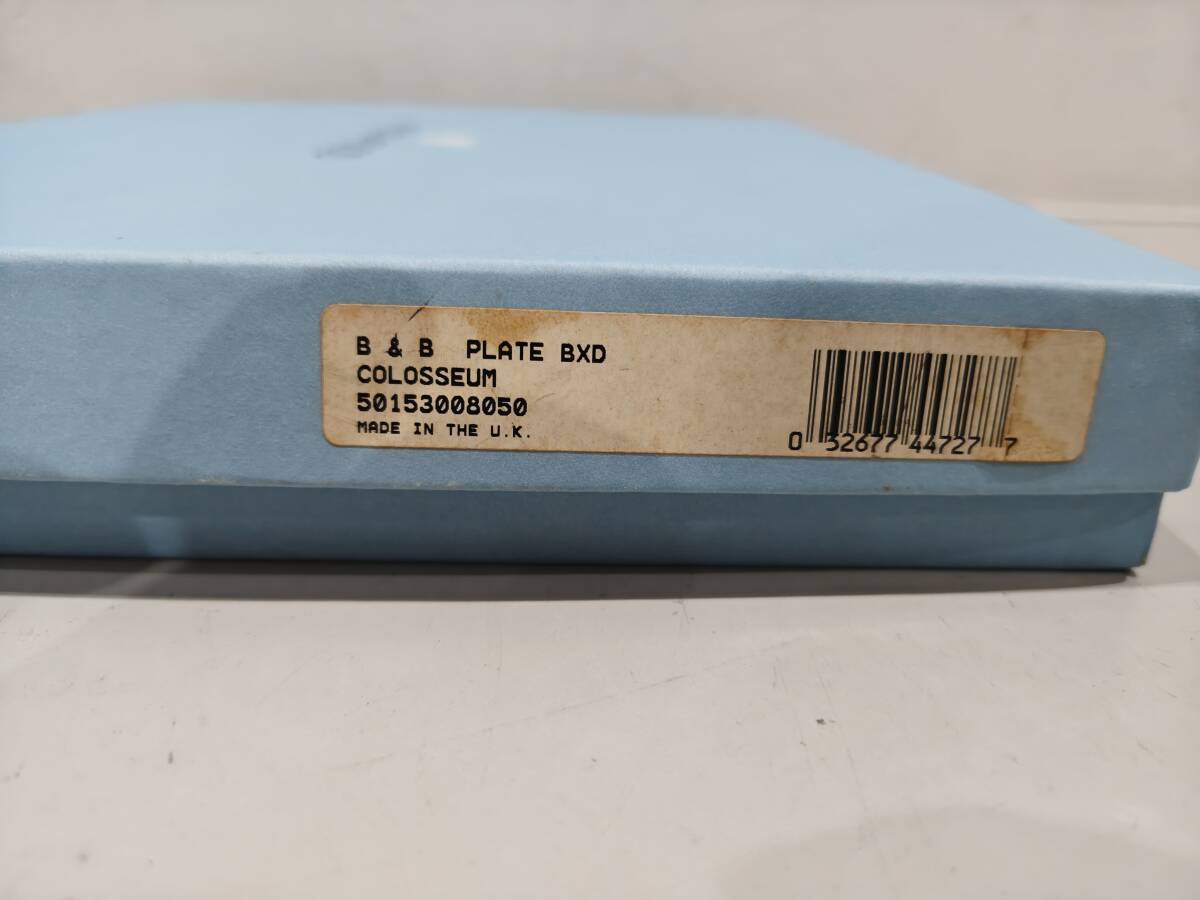 B & B PLATE BXD
COLOSSEUM
50153008050
MADE IN THE U.K.
0 32677 44727 7